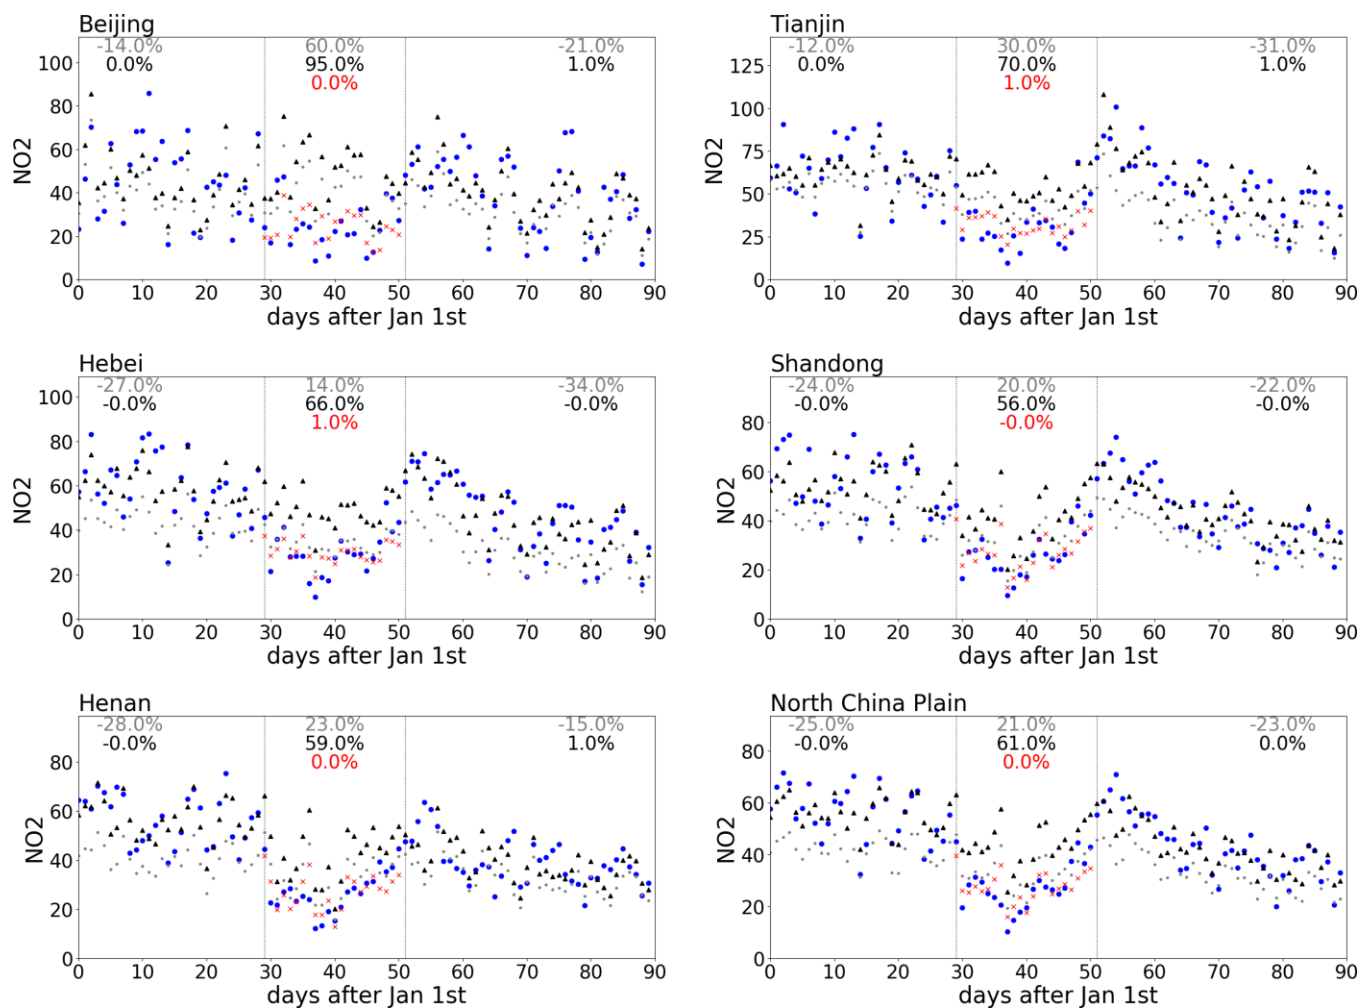 Beijing
-14.0% 60.0% -21.0%
0.0% 95.0% 1.0%
0.0%
100
80
60
40
20
0
NO2
0 10 20 30 40 50 60 70 80 90
days after Jan 1st
Tianjin
-12.0% 30.0% -31.0%
0.0% 70.0% 1.0%
1.0%
125
100
75
50
25
0
NO2
0 10 20 30 40 50 60 70 80 90
days after Jan 1st
Hebei
-27.0% 14.0% -34.0%
-0.0% 66.0% -0.0%
1.0%
100
80
60
40
20
0
NO2
0 10 20 30 40 50 60 70 80 90
days after Jan 1st
Shandong
-24.0% 20.0% -22.0%
-0.0% 56.0% -0.0%
-0.0%
80
60
40
20
0
NO2
0 10 20 30 40 50 60 70 80 90
days after Jan 1st
Henan
-28.0% 23.0% -15.0%
-0.0% 59.0% 1.0%
0.0%
80
60
40
20
0
NO2
0 10 20 30 40 50 60 70 80 90
days after Jan 1st
North China Plain
-25.0% 21.0% -23.0%
-0.0% 61.0% 0.0%
0.0%
80
60
40
20
0
NO2
0 10 20 30 40 50 60 70 80 90
days after Jan 1st